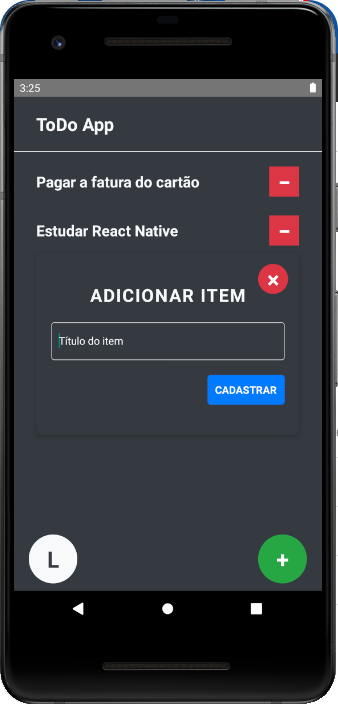 3:25
ToDo App
Pagar a fatura do cartão
Estudar React Native
ADICIONAR ITEM
Título do item
CADASTRAR
L